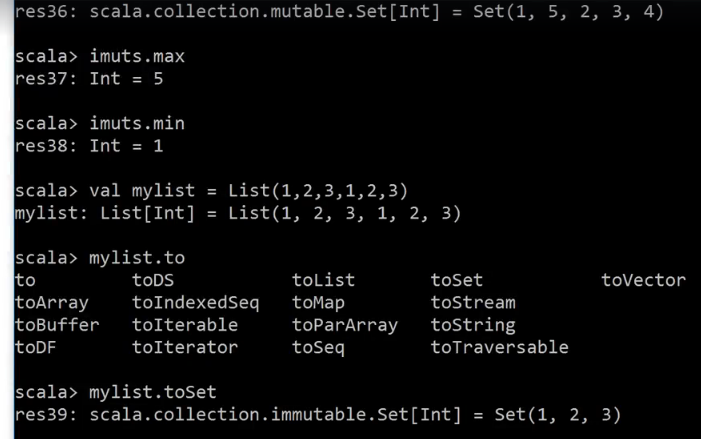 res36: scala.collection.mutable.Set[Int] = Set(1, 5, 2, 3, 4)
scala> imuts.max
res37: Int = 5
scala> imuts.min
res38: Int = 1
scala> val mylist = List(1,2,3,1,2,3)
mylist: List[Int] = List(1, 2, 3, 1, 2, 3)
scala> mylist.to
to toDS toList toSet toVector
toArray toIndexedSeq toMap toStream
toBuffer toIterable toParArray toString
toDF toIterator toSeq toTraversable
scala> mylist.toSet
res39: scala.collection.immutable.Set[Int] = Set(1, 2, 3)